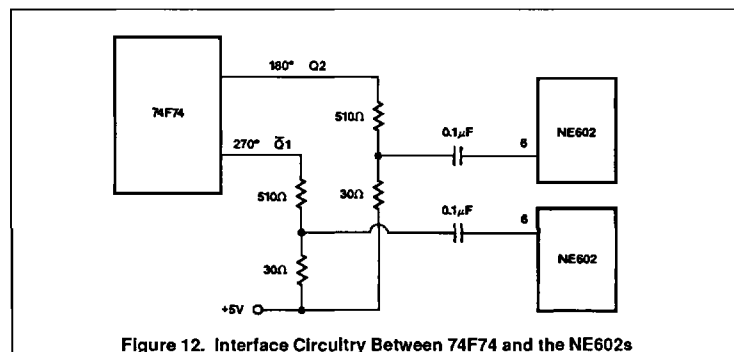 180° Q2
74F74
510Ω
0.1μF
6
NE602
270° Q̅1
510Ω
30Ω
0.1μF
6
NE602
30Ω
+5V
Figure 12. Interface Circuitry Between 74F74 and the NE602s